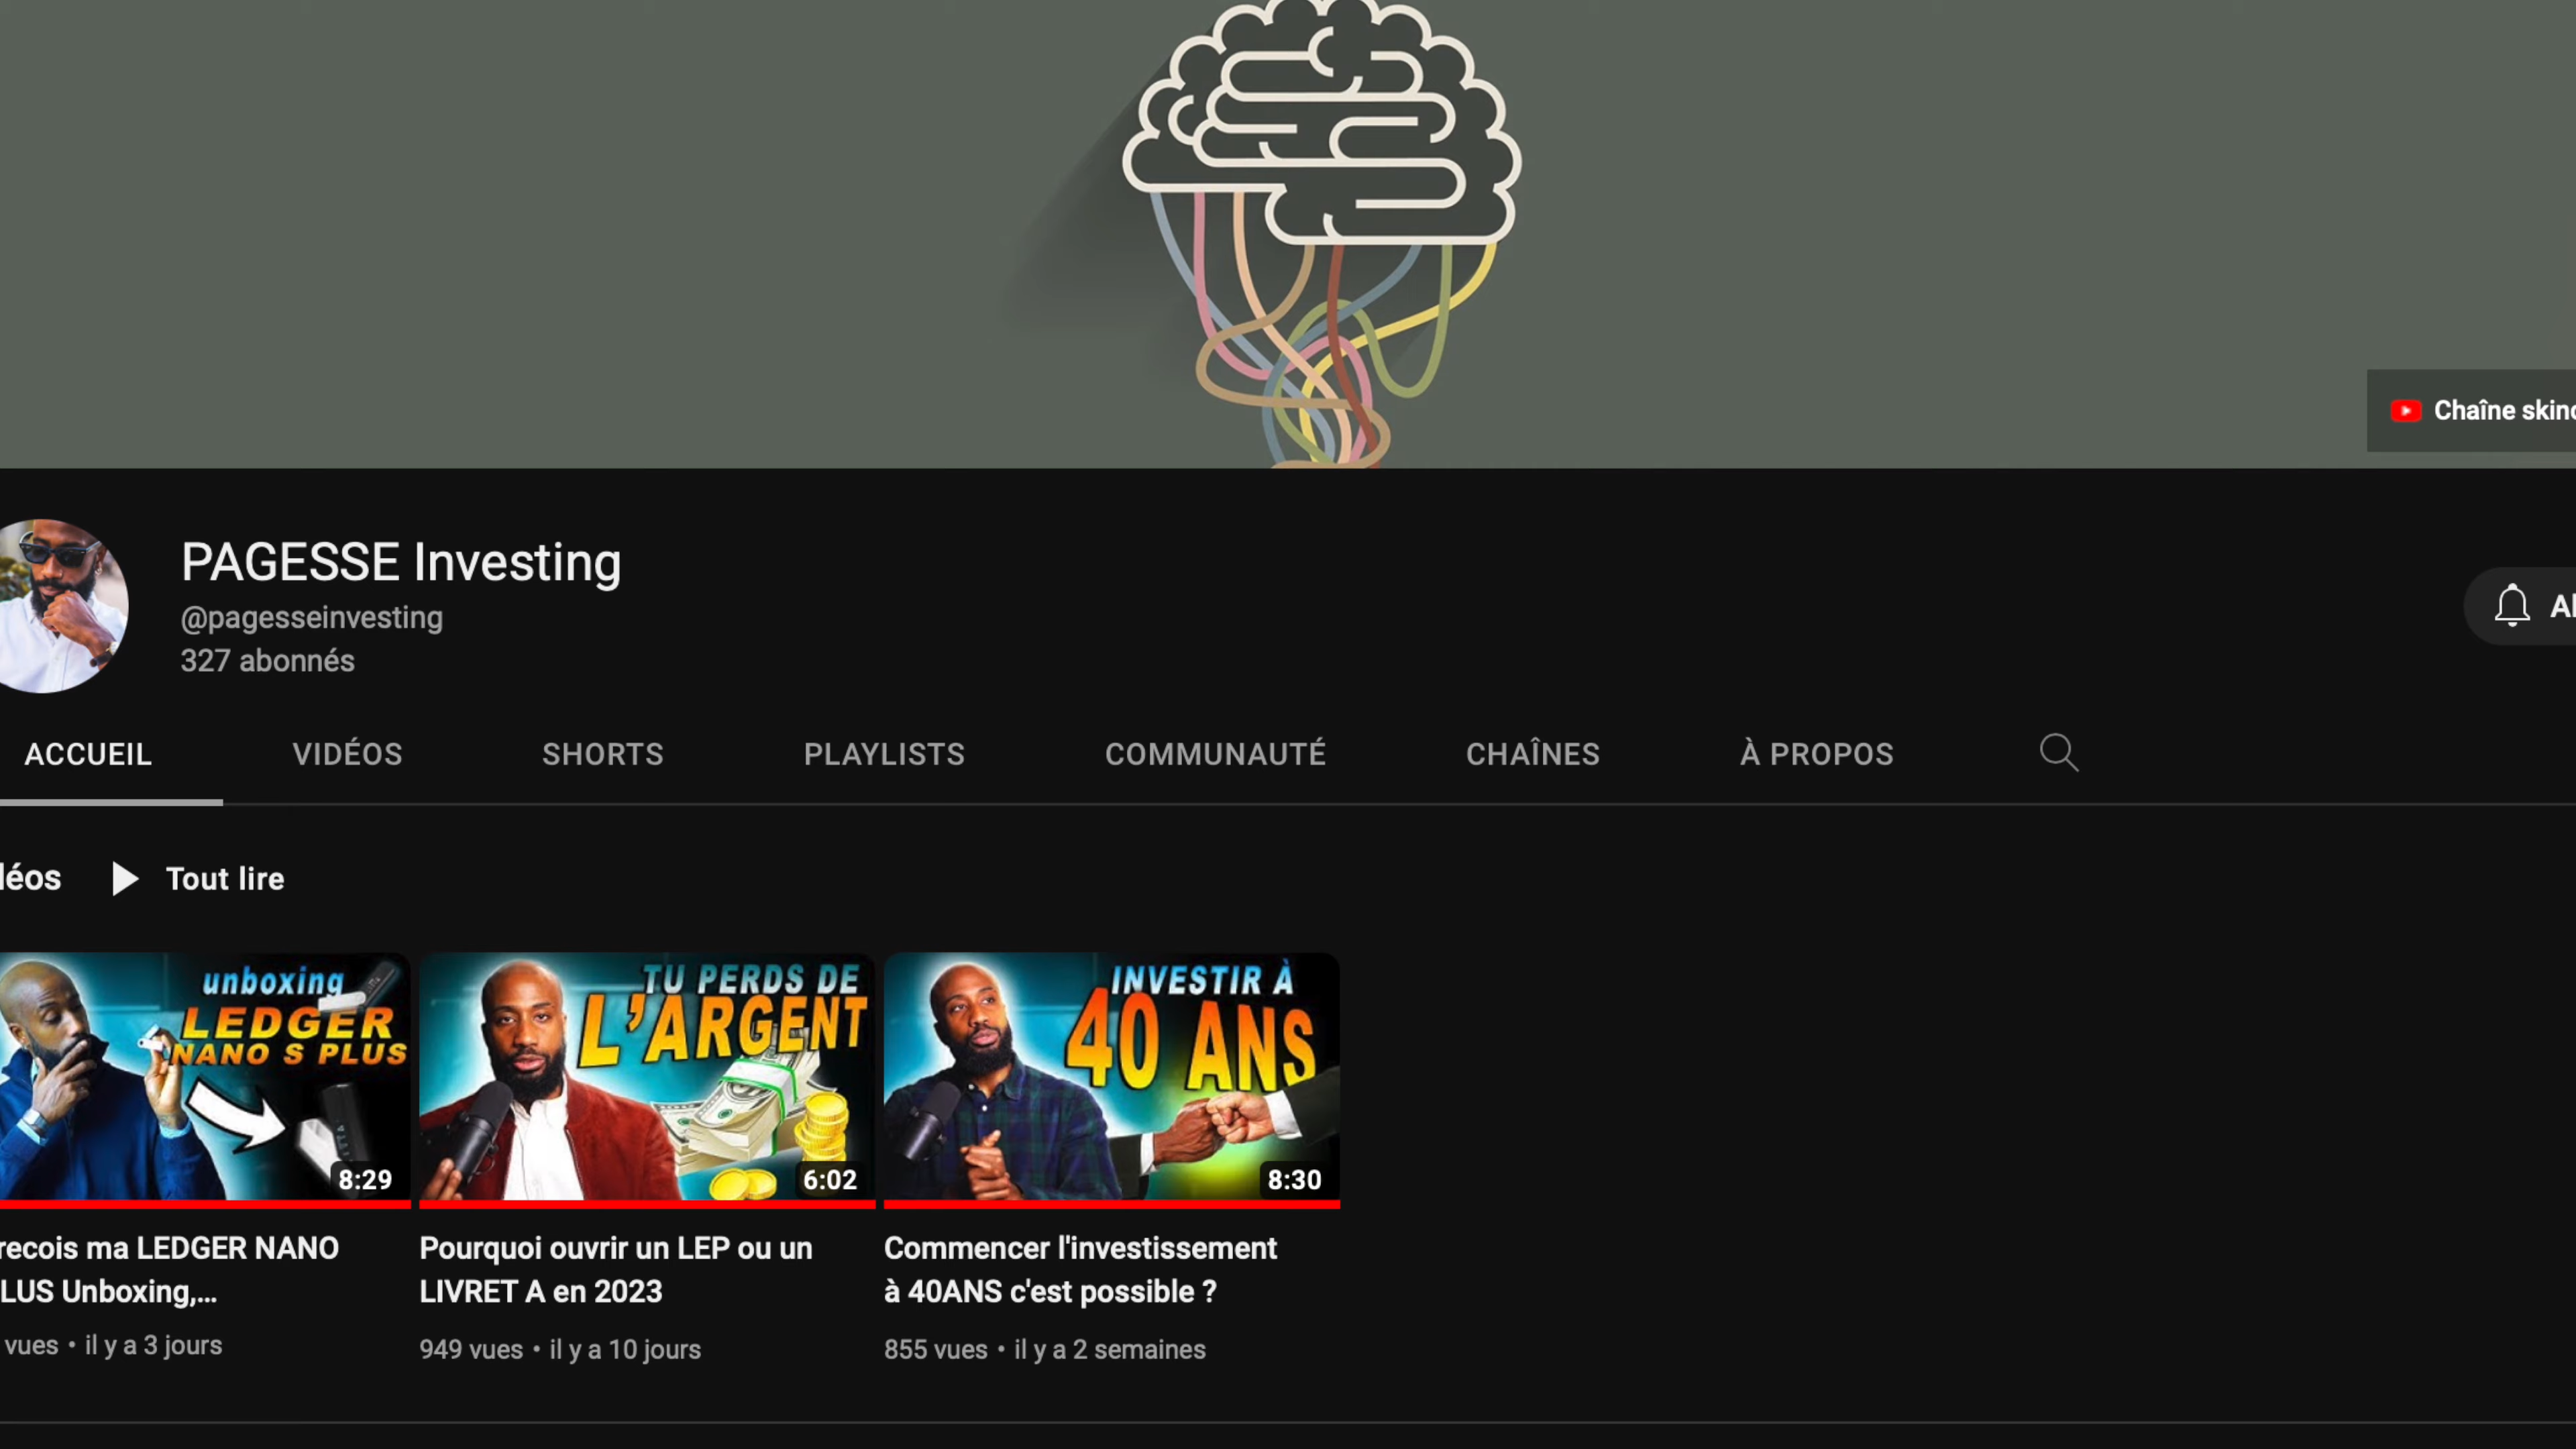 Chaîne
PAGESSE Investing
@pagesseinvesting
327 abonnés
ACCUEIL VIDÉOS SHORTS PLAYLISTS COMMUNAUTÉ CHAÎNES À PROPOS
Tout lire
unbox­ing
LEDGER
NANO S PLUS
8:29
TU PERDS DE
L'ARGENT
6:02
INVESTIR À
40 ANS
8:30
recois ma LEDGER NANO
LUS Unboxing,...
vues • il y a 3 jours
Pourquoi ouvrir un LEP ou un
LIVRET A en 2023
949 vues • il y a 10 jours
Commencer l'investissement
à 40ANS c'est possible ?
855 vues • il y a 2 semaines